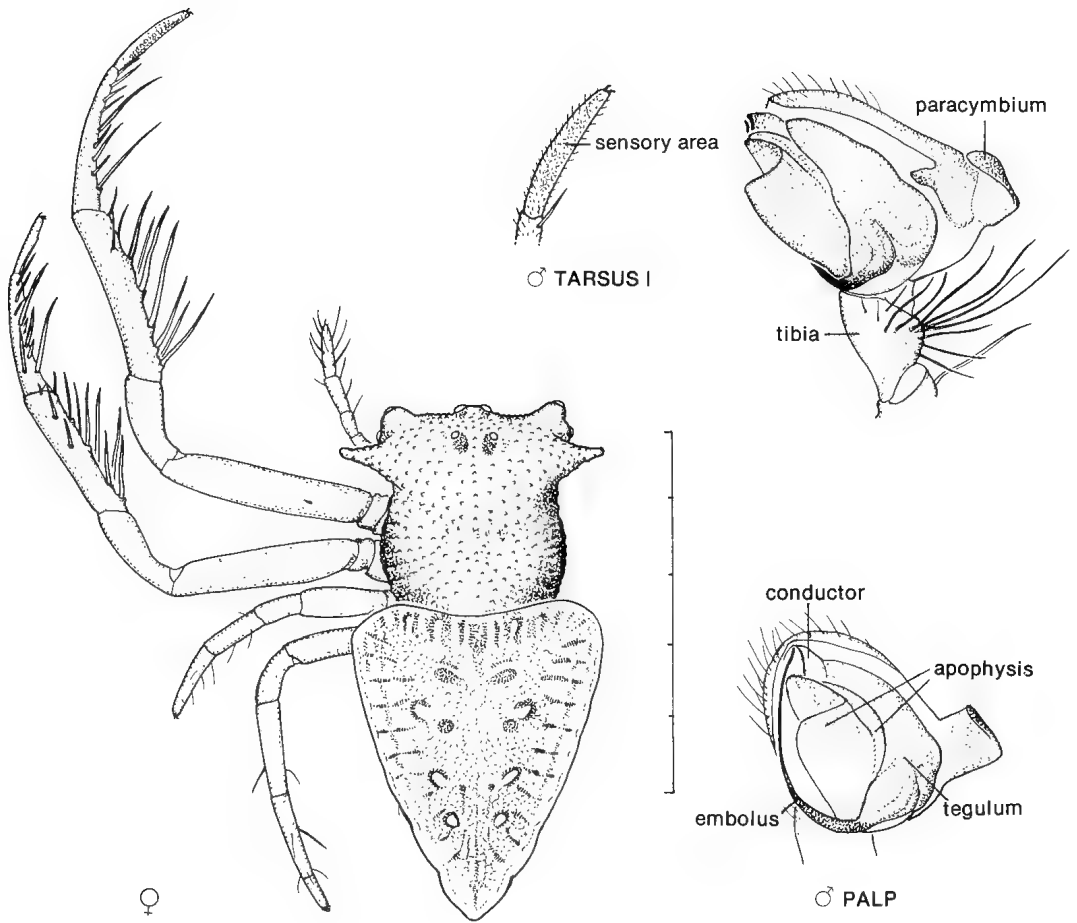 paracymbium
sensory area
♂ TARSUS I
tibia
conductor
apophysis
embolus
tegulum
♀
♂ PALP